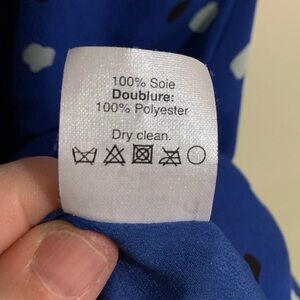 100% Soie
Doublure:
100% Polyester
Dry clean.